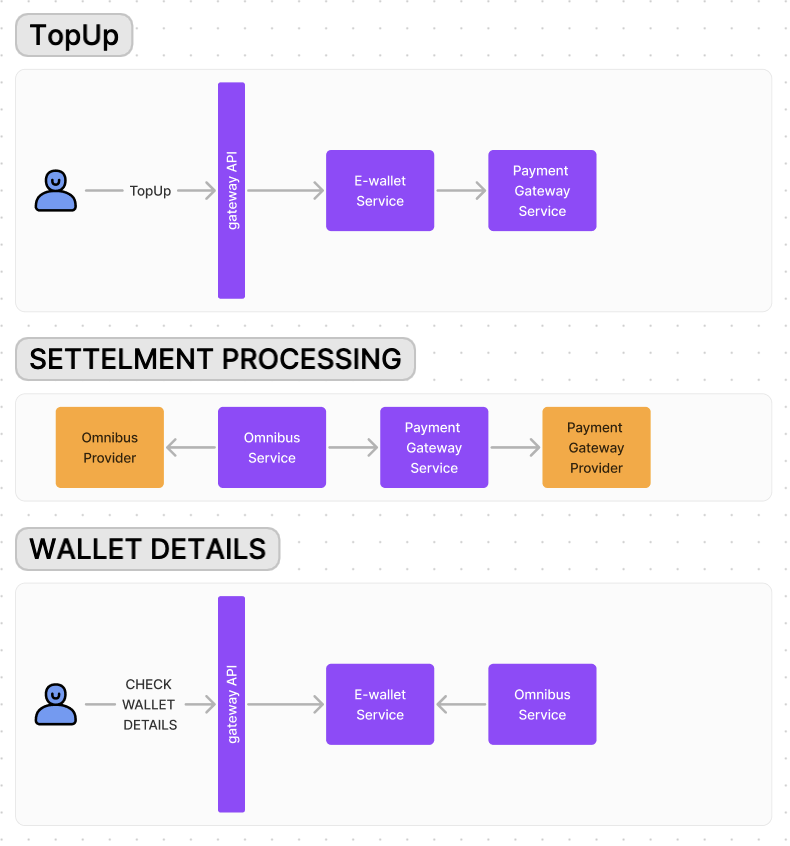 TopUp
TopUp
gateway API
E-wallet
Service
Payment
Gateway
Service
SETTELMENT PROCESSING
Omnibus
Provider
Omnibus
Service
Payment
Gateway
Service
Payment
Gateway
Provider
WALLET DETAILS
CHECK
WALLET
DETAILS
gateway API
E-wallet
Service
Omnibus
Service